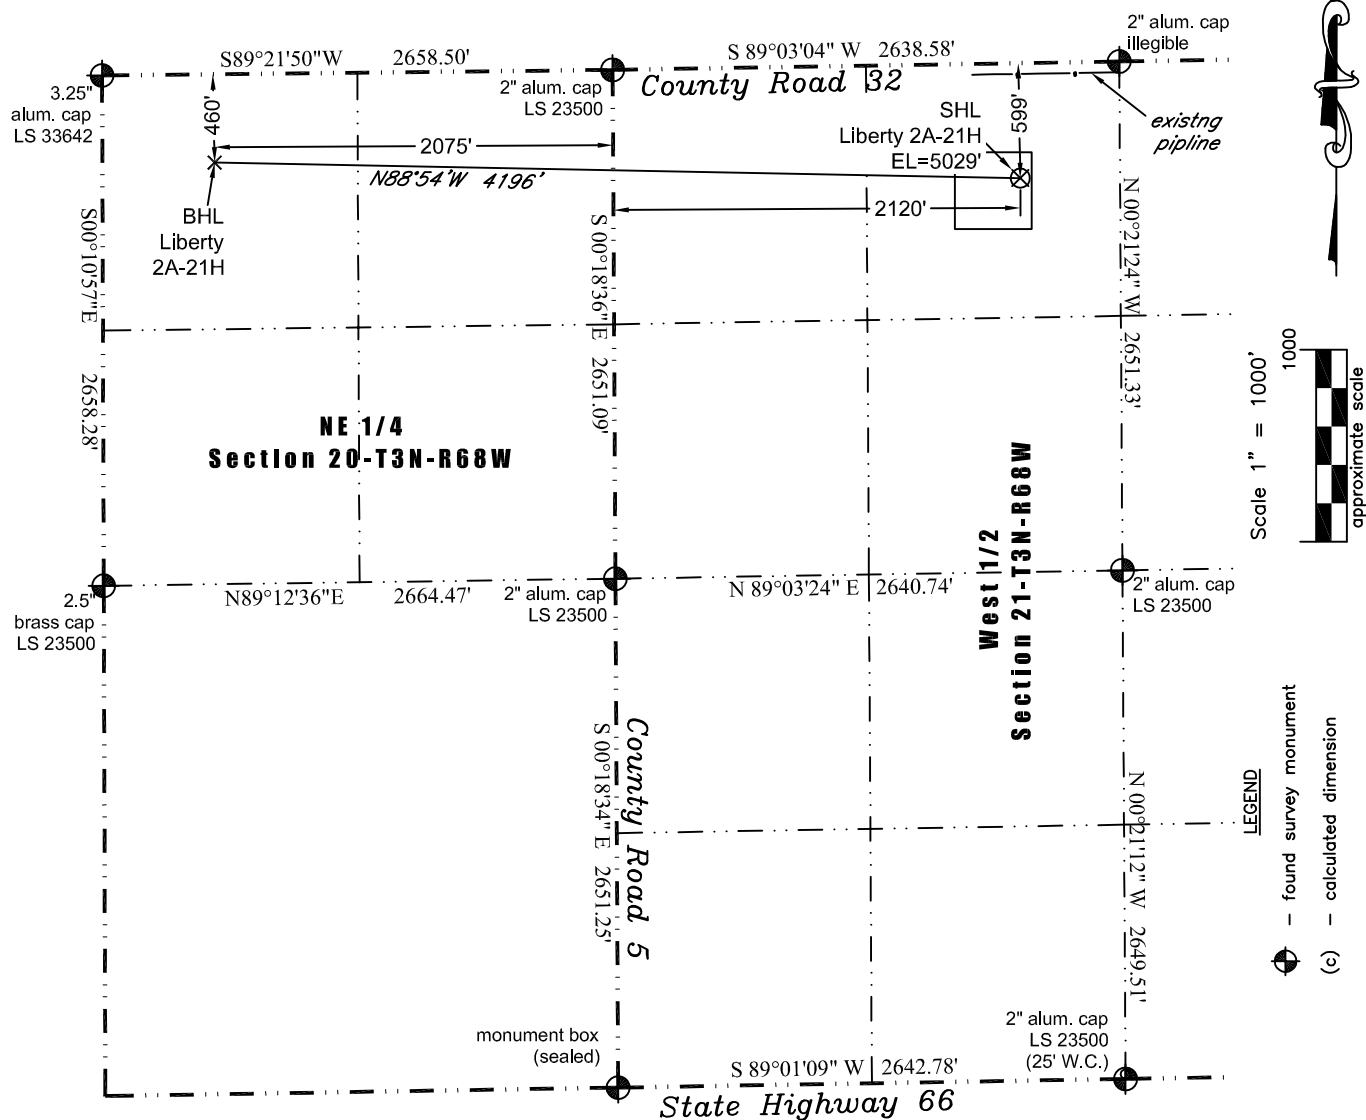 2" alum. cap
illegible
S89°21'50"W 2658.50'
S 89°03'04" W 2638.58'
County Road 32
3.25"
alum. cap
LS 33642
2" alum. cap
LS 23500
460'
2075'
N88°54'W 4196'
SHL
Liberty 2A-21H
EL=5029'
599'
existng
pipline
2120'
BHL
Liberty
2A-21H
S00°10'57"E 2658.28'
S 00°18'36"E 2651.09'
N 00°21'24" W 2651.33'
NE 1/4
Section 20-T3N-R68W
West 1/2
Section 21-T3N-R68W
Scale 1" = 1000'
1000
approximate scale
2.5"
brass cap
LS 23500
N89°12'36"E 2664.47'
2" alum. cap
LS 23500
N 89°03'24" E 2640.74'
2" alum. cap
LS 23500
County Road 5
S 00°18'34" E 2651.25'
N 00°21'12" W 2649.51'
LEGEND
- found survey monument
(c) - calculated dimension
monument box
(sealed)
2" alum. cap
LS 23500
(25' W.C.)
S 89°01'09" W 2642.78'
State Highway 66